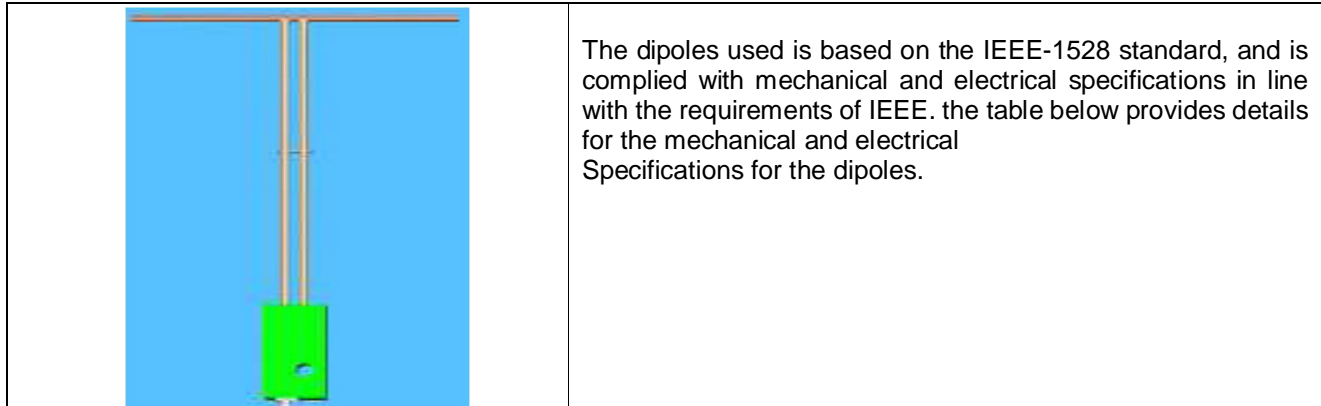 The dipoles used is based on the IEEE-1528 standard, and is
complied with mechanical and electrical specifications in line
with the requirements of IEEE. the table below provides details
for the mechanical and electrical
Specifications for the dipoles.